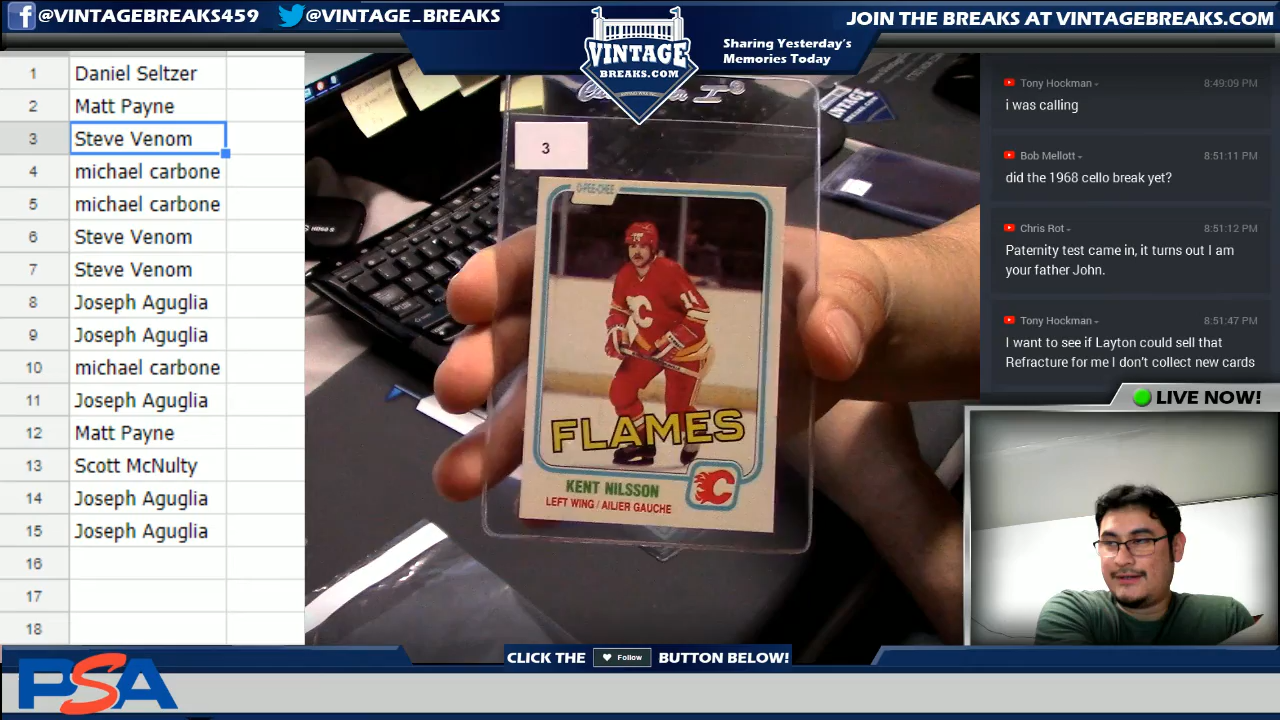 @VINTAGEBREAKS459
@VINTAGE_BREAKS
VINTAGE
BREAKS.COM
Sharing Yesterday's
Memories Today
JOIN THE BREAKS AT VINTAGEBREAKS.COM
1 Daniel Seltzer
2 Matt Payne
3 Steve Venom
4 michael carbone
5 michael carbone
6 Steve Venom
7 Steve Venom
8 Joseph Aguglia
9 Joseph Aguglia
10 michael carbone
11 Joseph Aguglia
12 Matt Payne
13 Scott McNulty
14 Joseph Aguglia
15 Joseph Aguglia
16
17
18
3
O-PEE-CHEE
FLAMES
KENT NILSSON
LEFT WING / AILIER GAUCHE
Tony Hockman 8:49:09 PM
i was calling
Bob Mellott 8:51:11 PM
did the 1968 cello break yet?
Chris Rot 8:51:12 PM
Paternity test came in, it turns out I am
your father John.
Tony Hockman 8:51:47 PM
I want to see if Layton could sell that
Refracture for me I don't collect new cards
LIVE NOW!
CLICK THE Follow BUTTON BELOW!
PSA